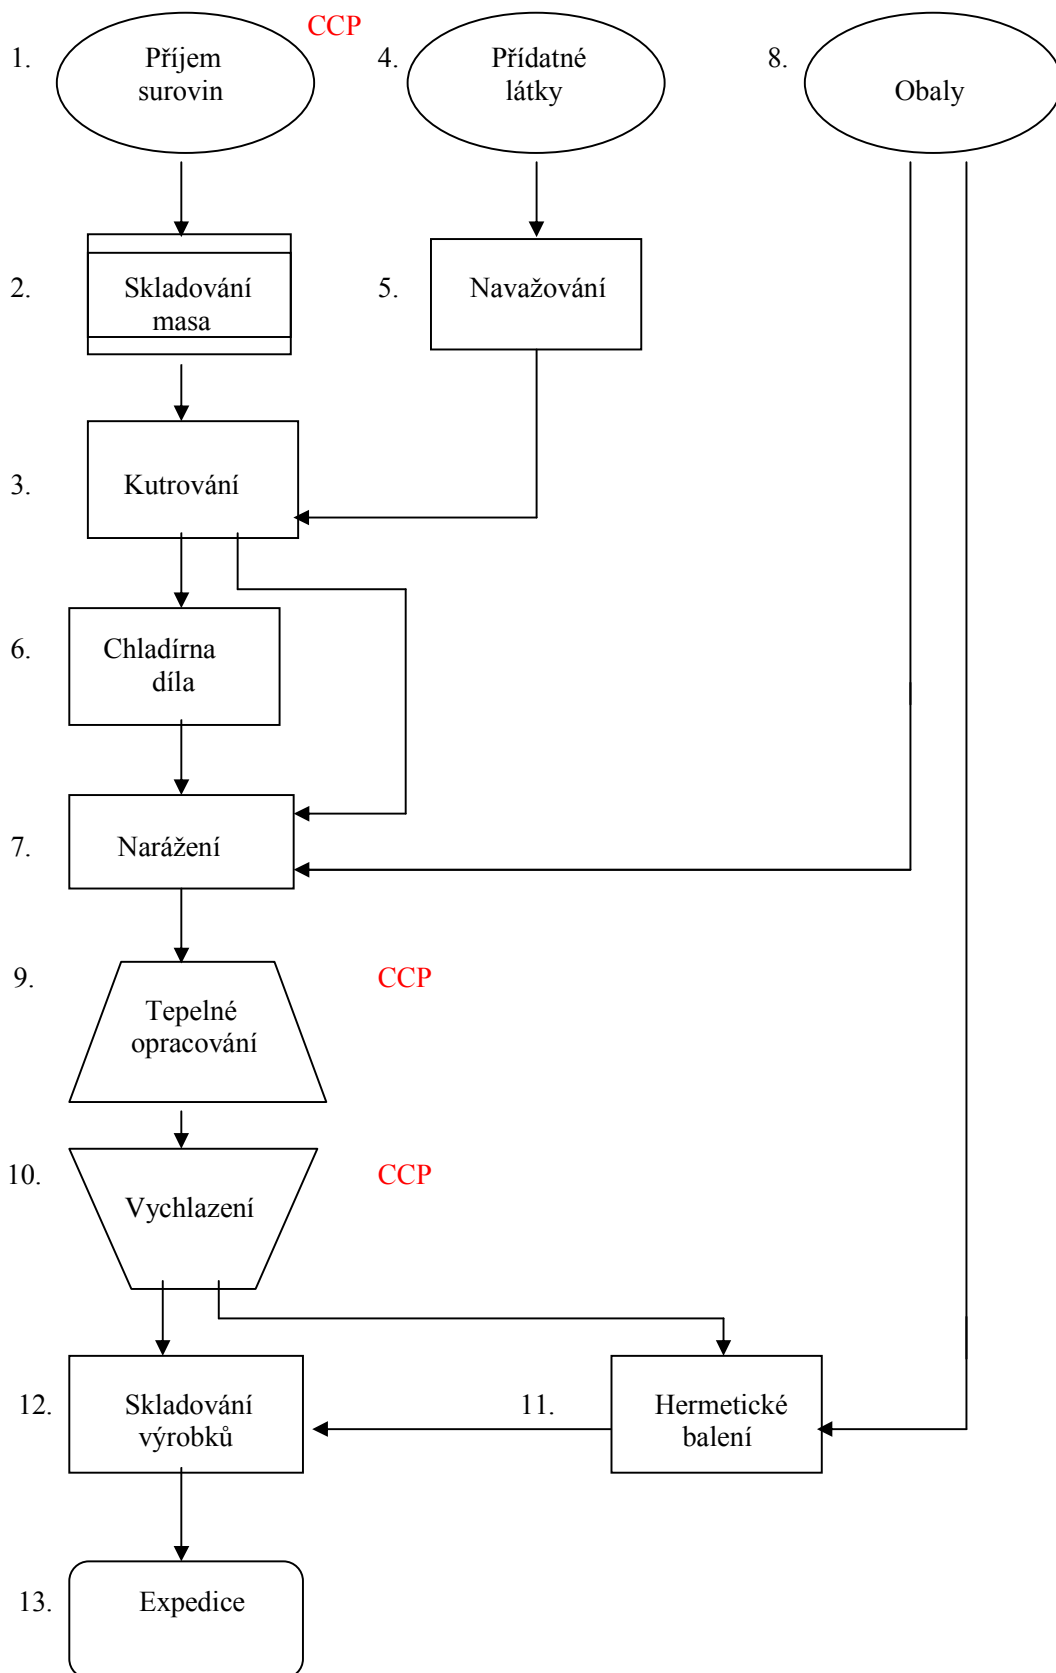 CCP
1.
Příjem
surovin
4.
Přídatné
látky
8.
Obaly
2.
Skladování
masa
5.
Navažování
3.
Kutrování
6.
Chladírna
díla
7.
Narážení
9.
Tepelné
opracování
CCP
10.
Vychlazení
CCP
12.
Skladování
výrobků
11.
Hermetické
balení
13.
Expedice